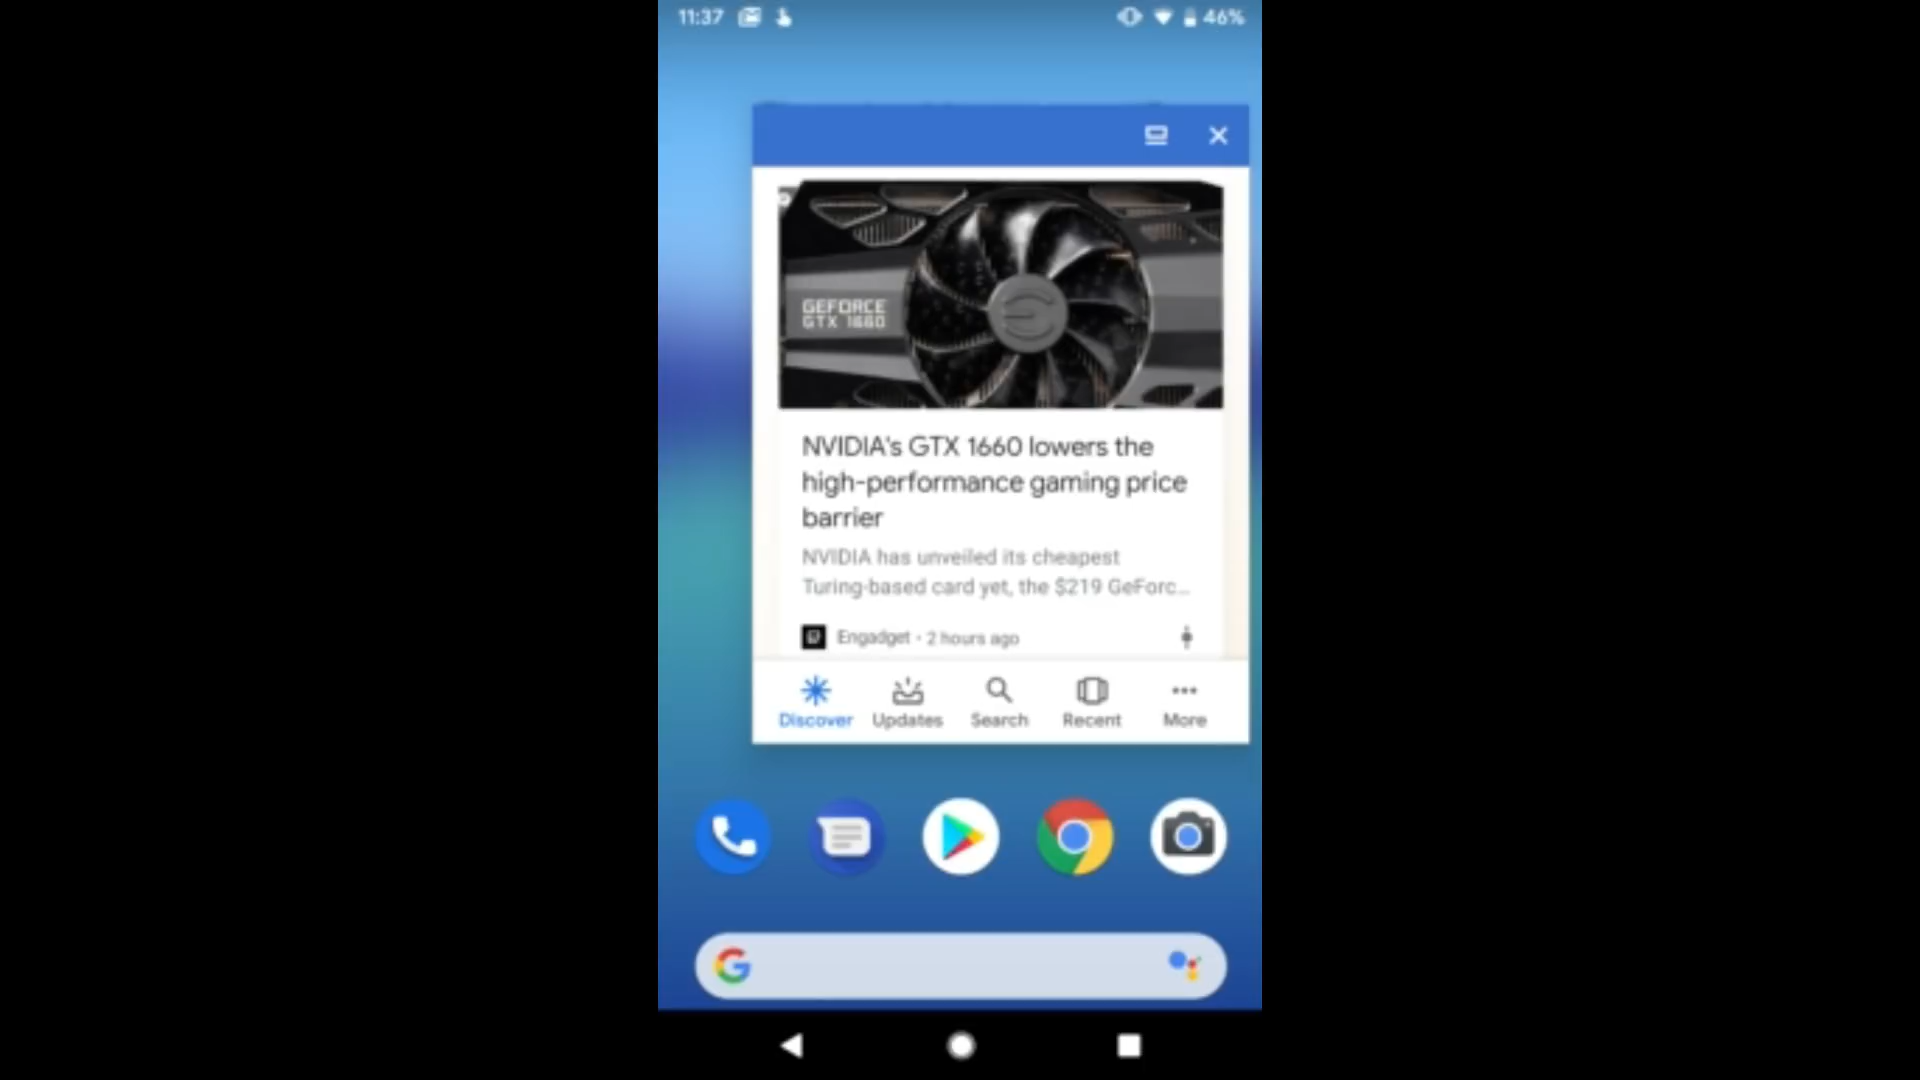 11:37
46%
GEFORCE
GTX 1660
NVIDIA's GTX 1660 lowers the
high-performance gaming price
barrier
NVIDIA has unveiled its cheapest
Turing-based card yet, the $219 GeForc...
Engadget · 2 hours ago
Discover Updates Search Recent More